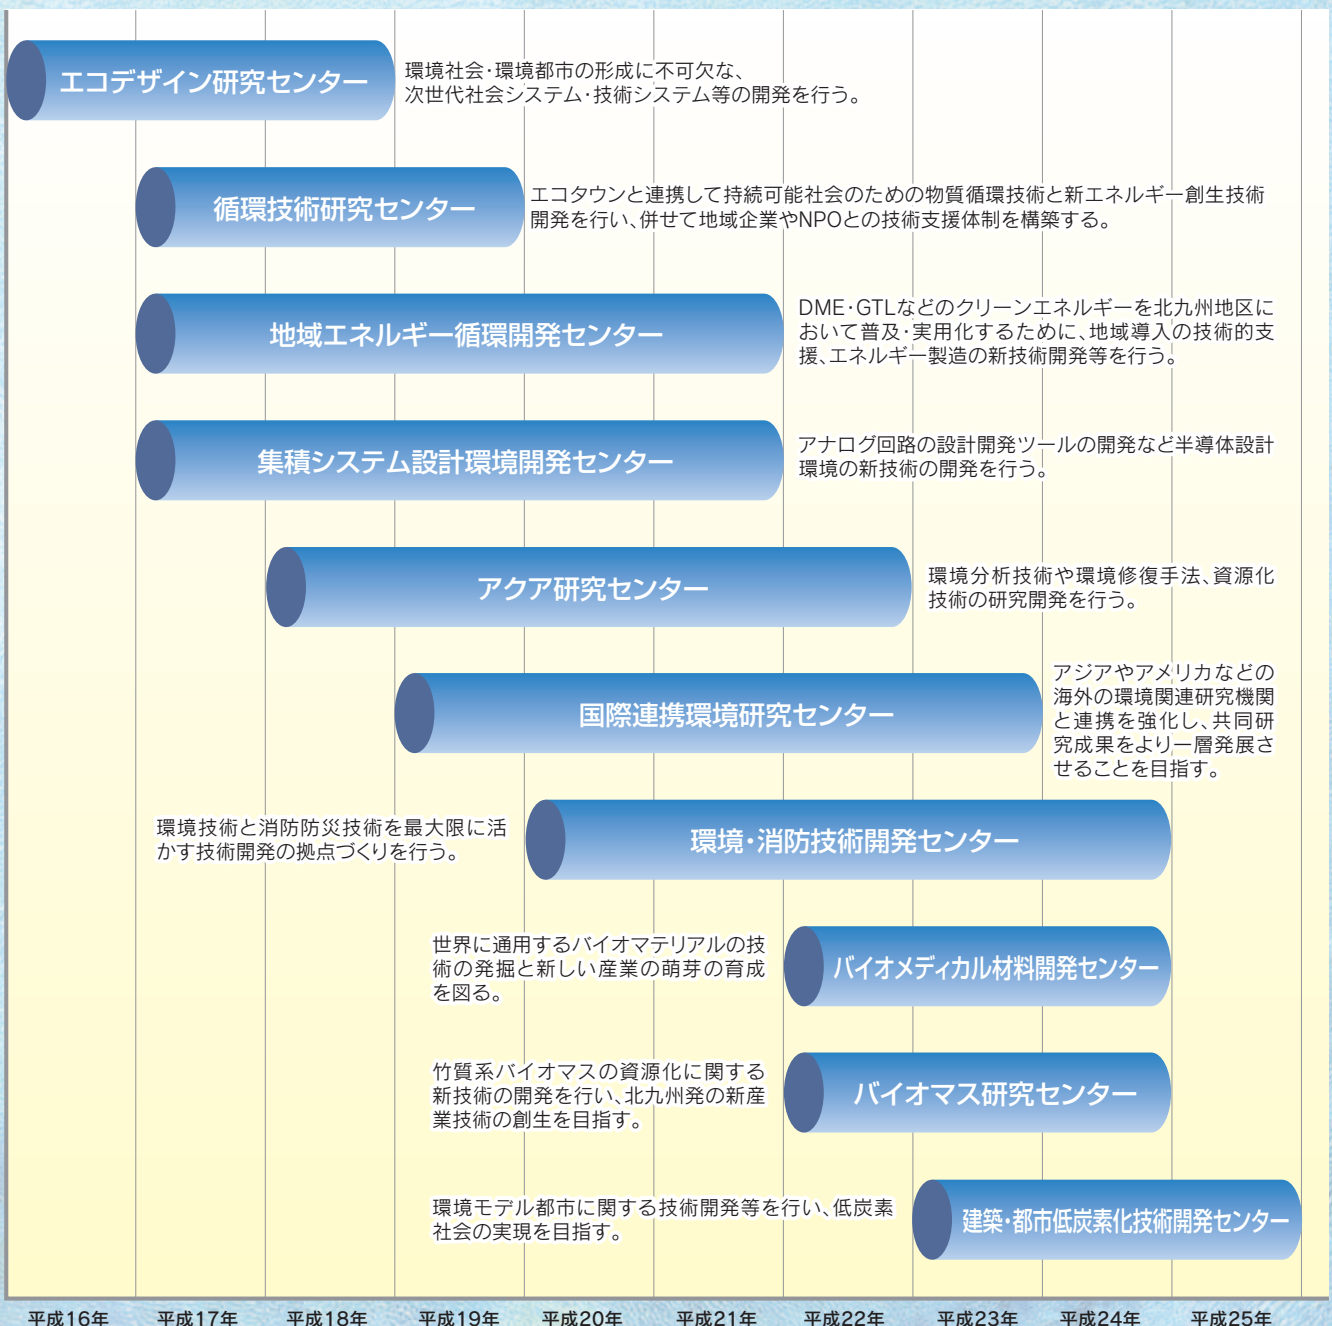 エコデザイン研究センター
環境社会・環境都市の形成に不可欠な、
次世代社会システム・技術システム等の開発を行う。
循環技術研究センター
エコタウンと連携して持続可能社会のための物質循環技術と新エネルギー創生技術
開発を行い、併せて地域企業やNPOとの技術支援体制を構築する。
地域エネルギー循環開発センター
DME・GTLなどのクリーンエネルギーを北九州地区に
おいて普及・実用化するために、地域導入の技術的支
援、エネルギー製造の新技術開発等を行う。
集積システム設計環境開発センター
アナログ回路の設計開発ツールの開発など半導体設計
環境の新技術の開発を行う。
アクア研究センター
環境分析技術や環境修復手法、資源化
技術の研究開発を行う。
国際連携環境研究センター
アジアやアメリカなどの
海外の環境関連研究機関
と連携を強化し、共同研
究成果をより一層発展さ
せることを目指す。
環境技術と消防防災技術を最大限に活
かす技術開発の拠点づくりを行う。
環境・消防技術開発センター
世界に通用するバイオマテリアルの技
術の発掘と新しい産業の萌芽の育成
を図る。
バイオメディカル材料開発センター
竹質系バイオマスの資源化に関する
新技術の開発を行い、北九州発の新産
業技術の創生を目指す。
バイオマス研究センター
環境モデル都市に関する技術開発等を行い、低炭素
社会の実現を目指す。
建築・都市低炭素化技術開発センター
平成16年 平成17年 平成18年 平成19年 平成20年 平成21年 平成22年 平成23年 平成24年 平成25年